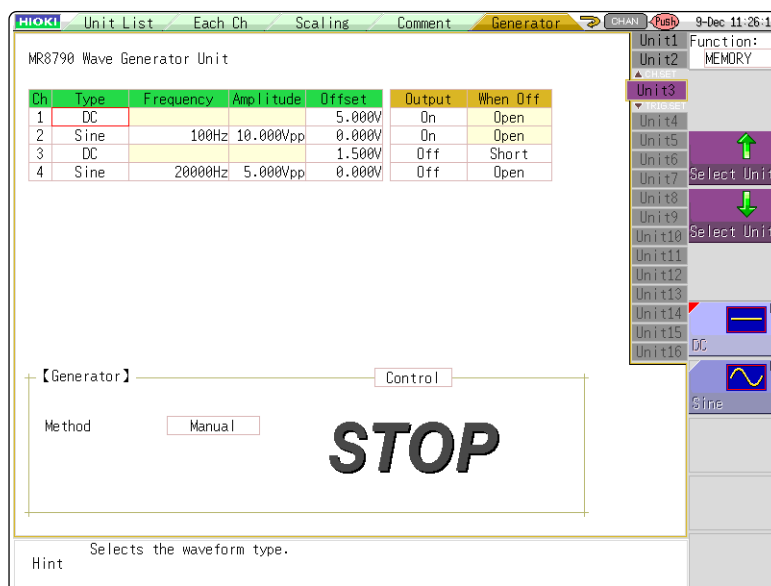 HIOKI Unit List Each Ch Scaling Comment Generator CHAN Push 9-Dec 11:26:1
MR8790 Wave Generator Unit
Ch Type Frequency Amplitude Offset Output When Off
1 DC 5.000V On Open
2 Sine 100Hz 10.000Vpp 0.000V On Open
3 DC 1.500V Off Short
4 Sine 20000Hz 5.000Vpp 0.000V Off Open
Unit1
Unit2
CH SET
Unit3
TRIG SET
Unit4
Unit5
Unit6
Unit7
Unit8
Unit9
Unit10
Unit11
Unit12
Unit13
Unit14
Unit15
Unit16
Function:
MEMORY
Select Unit
Select Unit
DC
Sine
【Generator】 Control
Method Manual
STOP
Hint Selects the waveform type.